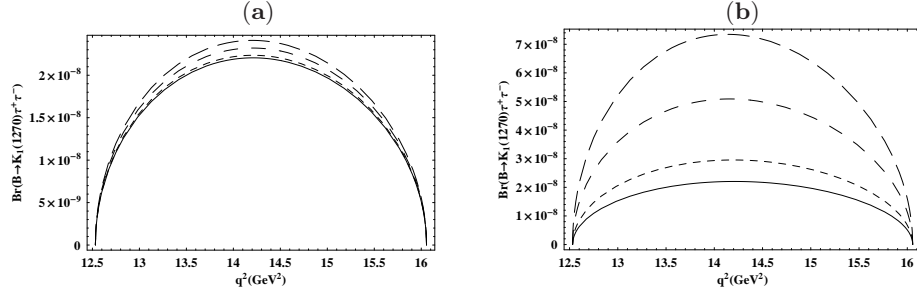 (a)
Br(B→K₁(1270)τ⁺τ⁻)
2×10⁻⁸
1.5×10⁻⁸
1×10⁻⁸
5×10⁻⁹
0
12.5 13 13.5 14 14.5 15 15.5 16
q²(GeV²)
(b)
Br(B→K₁(1270)τ⁺τ⁻)
7×10⁻⁸
6×10⁻⁸
5×10⁻⁸
4×10⁻⁸
3×10⁻⁸
2×10⁻⁸
1×10⁻⁸
0
12.5 13 13.5 14 14.5 15 15.5 16
q²(GeV²)